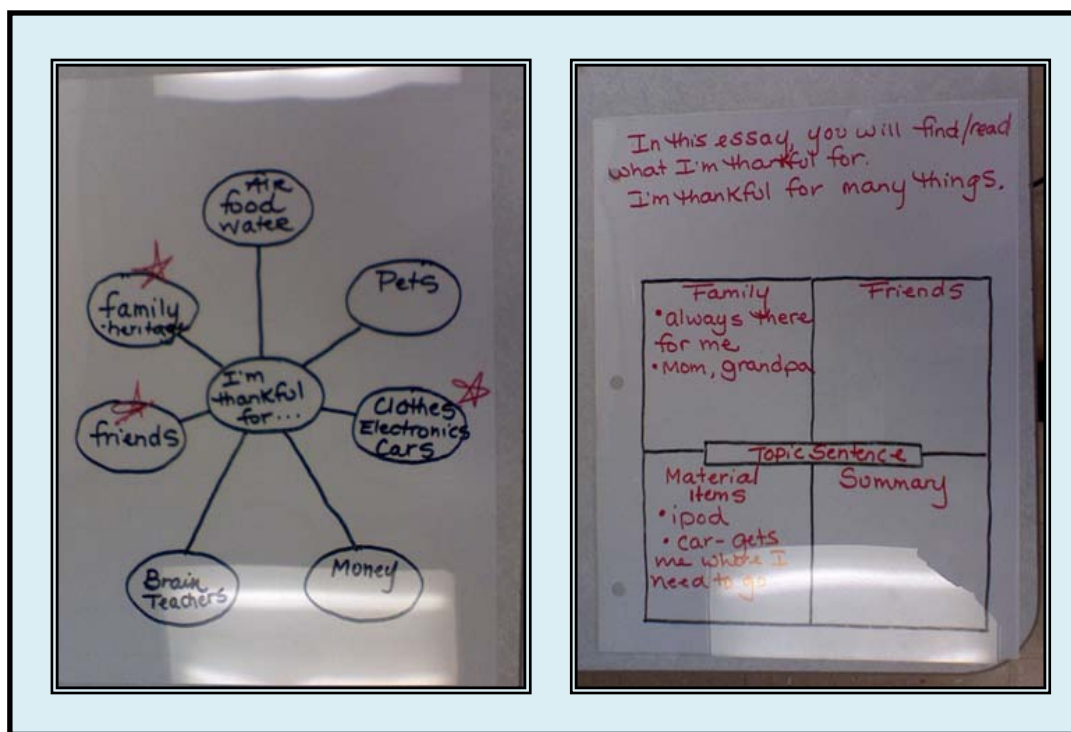 Air
food
water
Pets
family
·heritage
I'm
thankful
for...
Clothes
Electronics
Cars
friends
Brain
Teachers
Money
In this essay, you will find/read
what I'm thankful for.
I'm thankful for many things.
Family
• always there
for me
• Mom, grandpa
Friends
Topic Sentence
Material
Items
• ipod
• car- gets
me where I
need to go
Summary